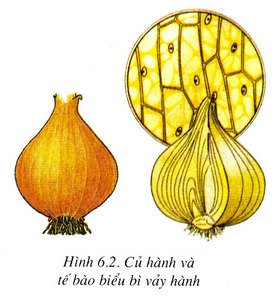 Hình 6.2. Củ hành và
tế bào biểu bì vảy hành